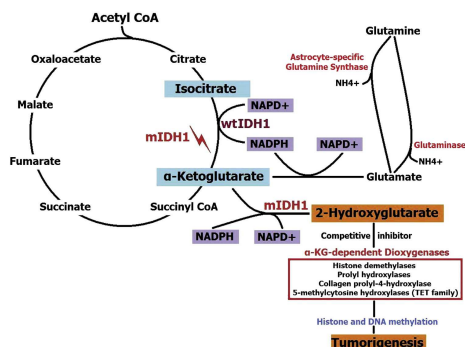 Acetyl CoA
Glutamine
Oxaloacetate
Citrate
Astrocyte-specific
Glutamine Synthase
NH4+
Isocitrate
Malate
NAPD+
wtIDH1
mIDH1
NADPH
NAPD+
Glutaminase
NH4+
Fumarate
α-Ketoglutarate
Glutamate
Succinate
Succinyl CoA
mIDH1
2-Hydroxyglutarate
NADPH
NAPD+
Competitive inhibitor
α-KG-dependent Dioxygenases
Histone demethylases
Prolyl hydroxylases
Collagen prolyl-4-hydroxylase
5-methylcytosine hydroxylases (TET family)
Histone and DNA methylation
Tumorigenesis